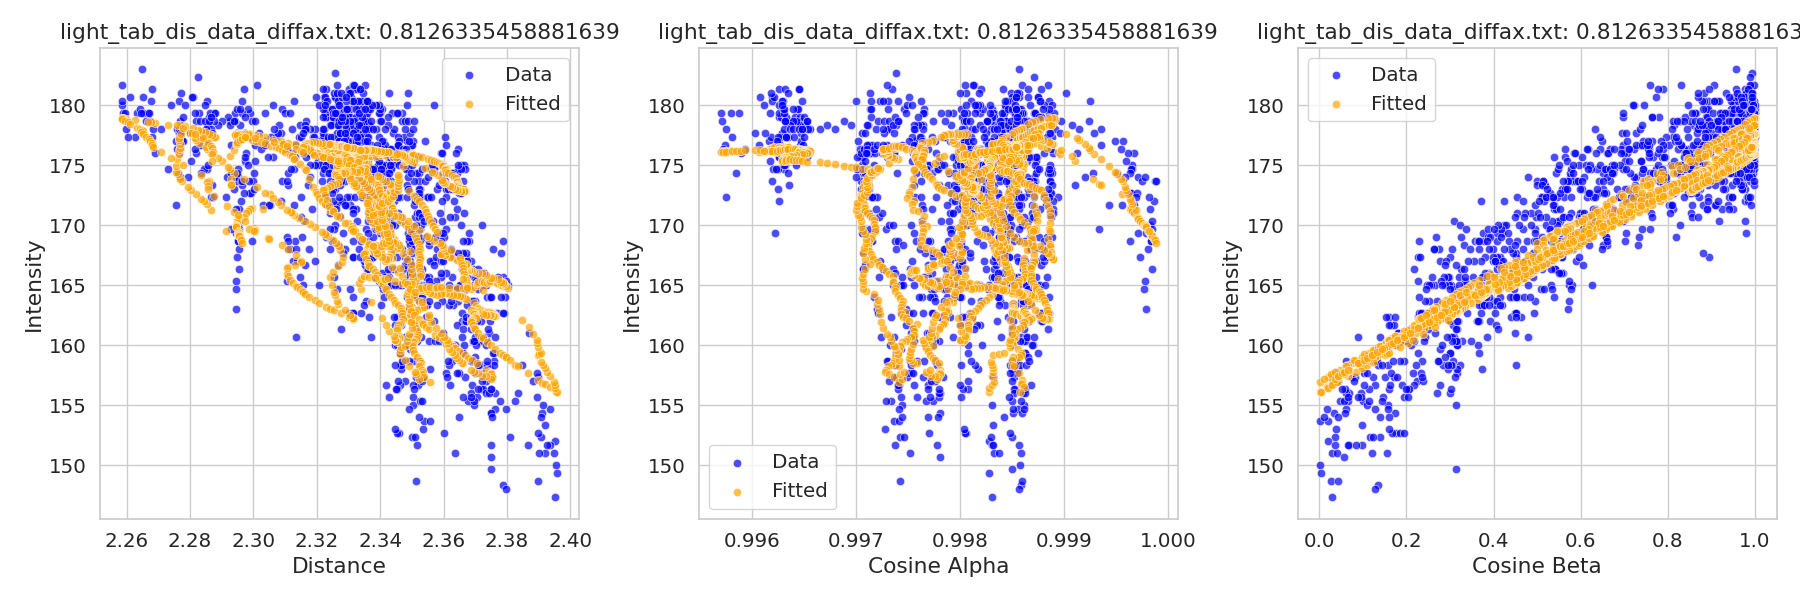 light_tab_dis_data_diffax.txt: 0.8126335458881639
Data
Fitted
180
175
170
165
160
155
150
Intensity
2.26 2.28 2.30 2.32 2.34 2.36 2.38 2.40
Distance
light_tab_dis_data_diffax.txt: 0.8126335458881639
Data
Fitted
180
175
170
165
160
155
150
Intensity
0.996 0.997 0.998 0.999 1.000
Cosine Alpha
light_tab_dis_data_diffax.txt: 0.812633545888163
Data
Fitted
180
175
170
165
160
155
150
Intensity
0.0 0.2 0.4 0.6 0.8 1.0
Cosine Beta